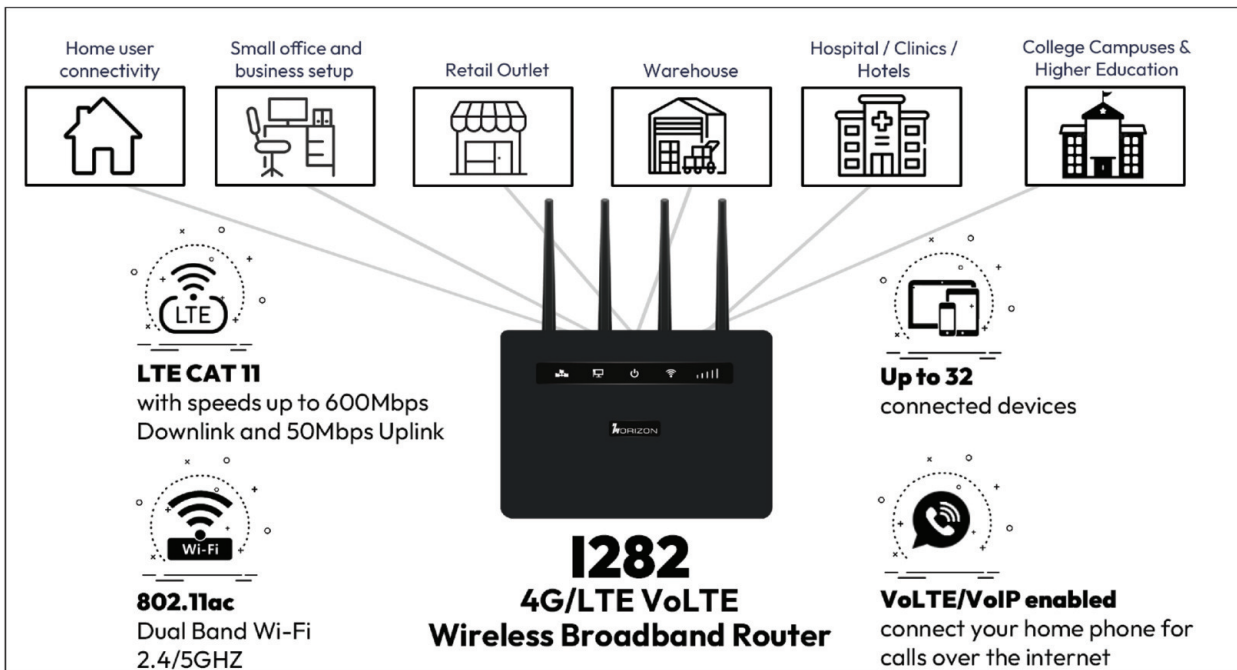 Home user
connectivity
Small office and
business setup
Retail Outlet
Warehouse
Hospital / Clinics /
Hotels
College Campuses &
Higher Education
LTE
LTE CAT 11
with speeds up to 600Mbps
Downlink and 50Mbps Uplink
Up to 32
connected devices
HORIZON
Wi-Fi
802.11ac
Dual Band Wi-Fi
2.4/5GHZ
I282
4G/LTE VoLTE
Wireless Broadband Router
VoLTE/VoIP enabled
connect your home phone for
calls over the internet